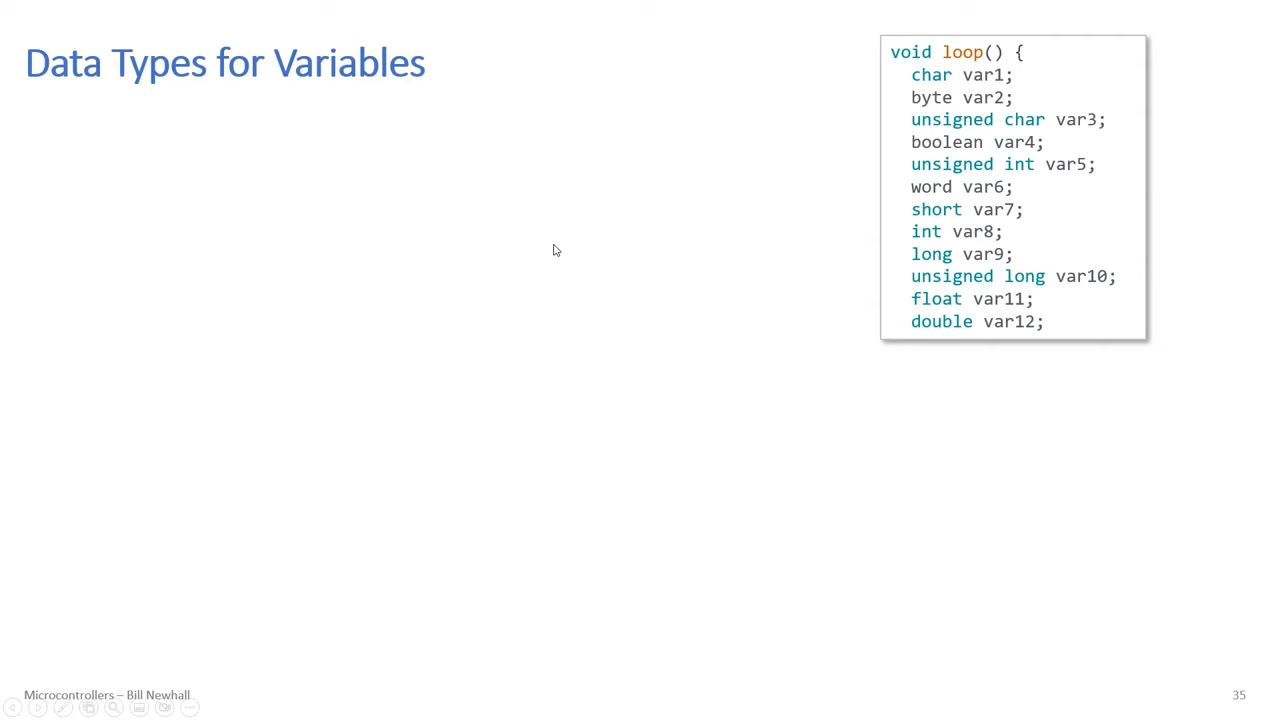 Data Types for Variables
void loop() {
char var1;
byte var2;
unsigned char var3;
boolean var4;
unsigned int var5;
word var6;
short var7;
int var8;
long var9;
unsigned long var10;
float var11;
double var12;
Microcontrollers – Bill Newhall
35